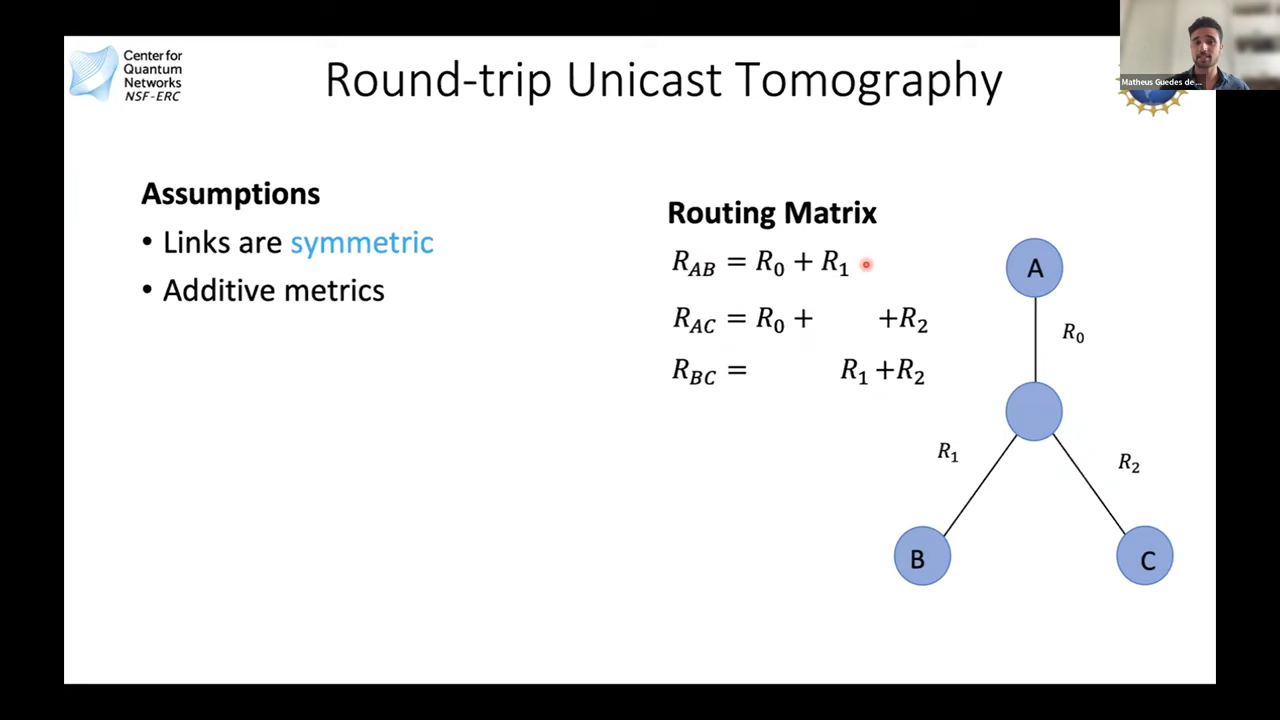 Center for
Quantum
Networks
NSF-ERC
Round-trip Unicast Tomography
Matheus Guedes de...
Assumptions
• Links are symmetric
• Additive metrics
Routing Matrix
R_AB = R_0 + R_1
R_AC = R_0 + +R_2
R_BC = R_1 +R_2
A
R_0
R_1
R_2
B
C